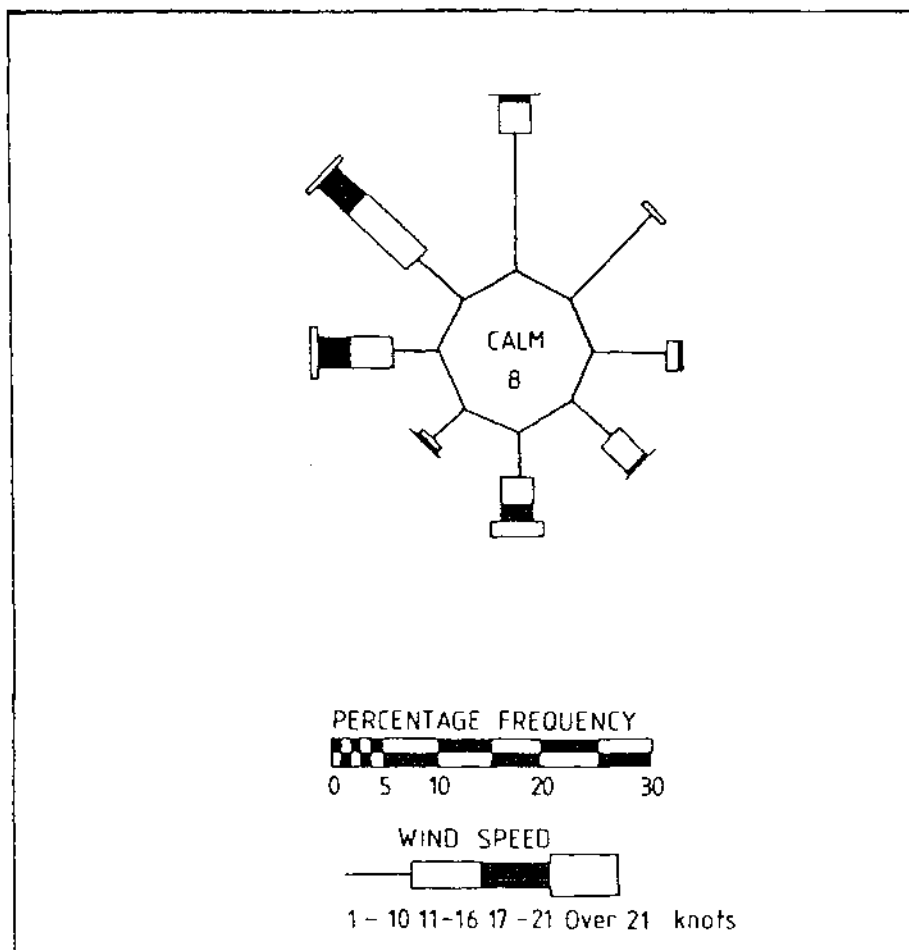 CALM
8
PERCENTAGE FREQUENCY
0 5 10 20 30
WIND SPEED
1 - 10 11-16 17 -21 Over 21 knots